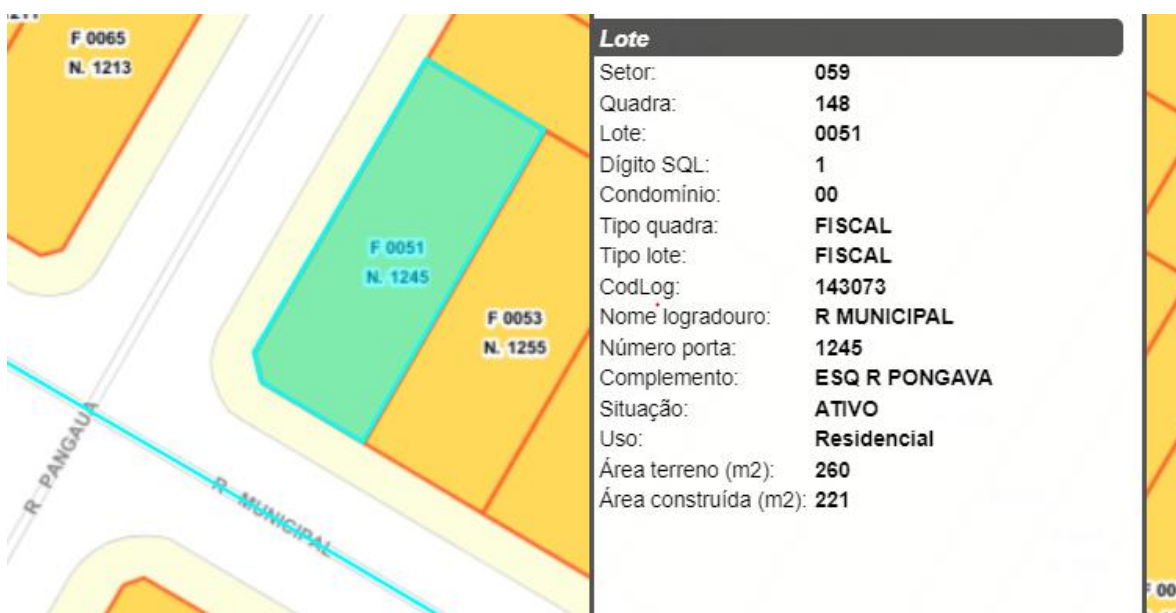 F 0065
N. 1213
F 0051
N. 1245
F 0053
N. 1255
R PANGAUA
R MUNICIPAL
Lote
Setor: 059
Quadra: 148
Lote: 0051
Dígito SQL: 1
Condomínio: 00
Tipo quadra: FISCAL
Tipo lote: FISCAL
CodLog: 143073
Nome logradouro: R MUNICIPAL
Número porta: 1245
Complemento: ESQ R PONGAVA
Situação: ATIVO
Uso: Residencial
Área terreno (m2): 260
Área construída (m2): 221